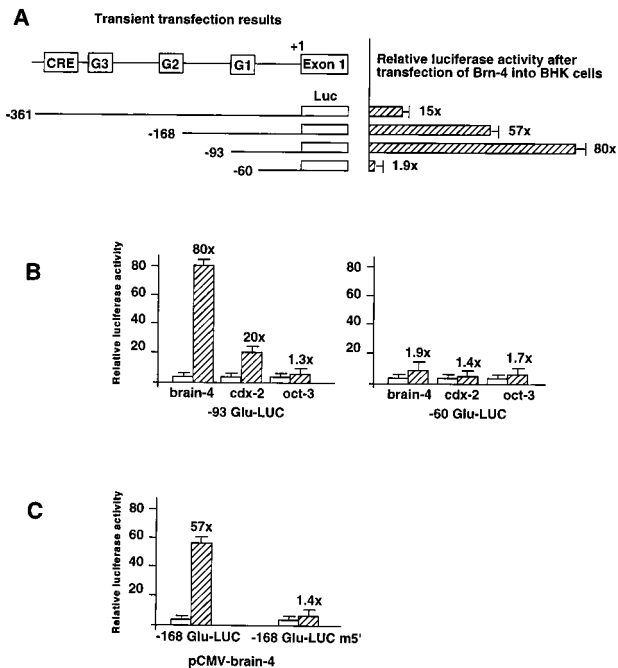 A
Transient transfection results
+1
CRE G3 G2 G1 Exon 1
Relative luciferase activity after
transfection of Brn-4 into BHK cells
Luc
-361 15x
-168 57x
-93 80x
-60 1.9x
B
Relative luciferase activity
80
60
40
20
80x
20x
1.3x
brain-4 cdx-2 oct-3
-93 Glu-LUC
80
60
40
20
1.9x
1.4x
1.7x
brain-4 cdx-2 oct-3
-60 Glu-LUC
C
Relative luciferase activity
80
60
40
20
57x
1.4x
-168 Glu-LUC -168 Glu-LUC m5'
pCMV-brain-4